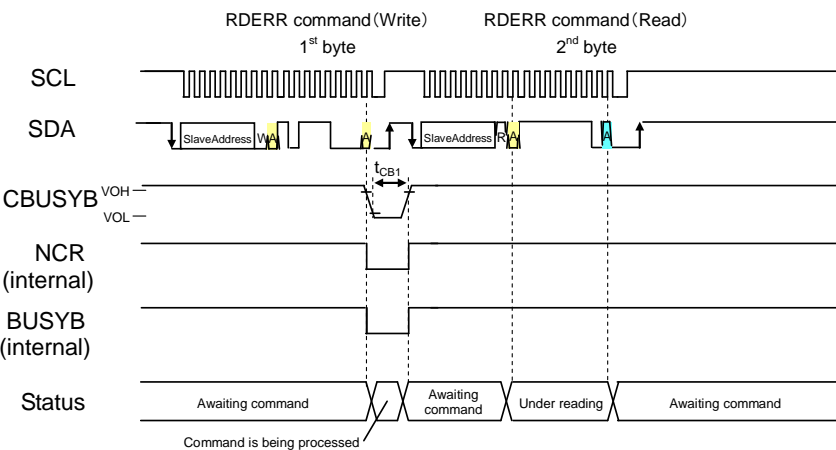 RDERR command（Write）
RDERR command（Read）
1st byte
2nd byte
SCL
SDA
SlaveAddress
W
A
A
SlaveAddress
R
A
A
tCB1
CBUSYB
VOH
VOL
NCR
(internal)
BUSYB
(internal)
Status
Awaiting command
Awaiting
command
Under reading
Awaiting command
Command is being processed